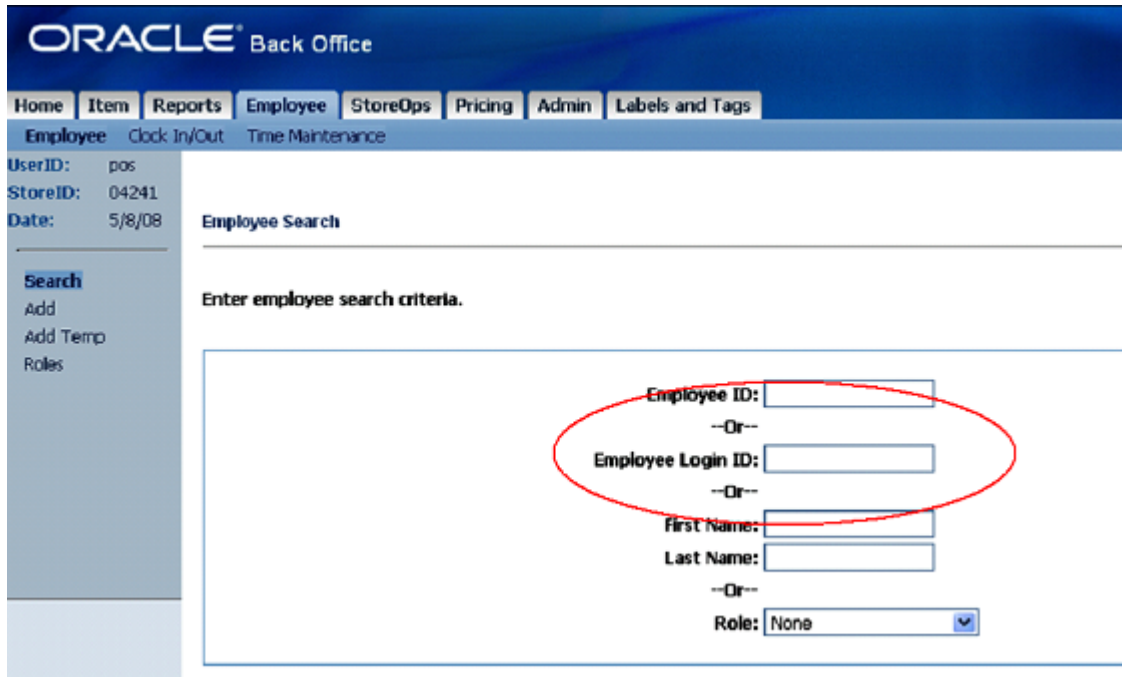 ORACLE Back Office
Home Item Reports Employee StoreOps Pricing Admin Labels and Tags
Employee Clock In/Out Time Maintenance
UserID: pos
StoreID: 04241
Date: 5/8/08
Employee Search
Search
Add
Add Temp
Roles
Enter employee search criteria.
Employee ID:
--Or--
Employee Login ID:
--Or--
First Name:
Last Name:
--Or--
Role: None